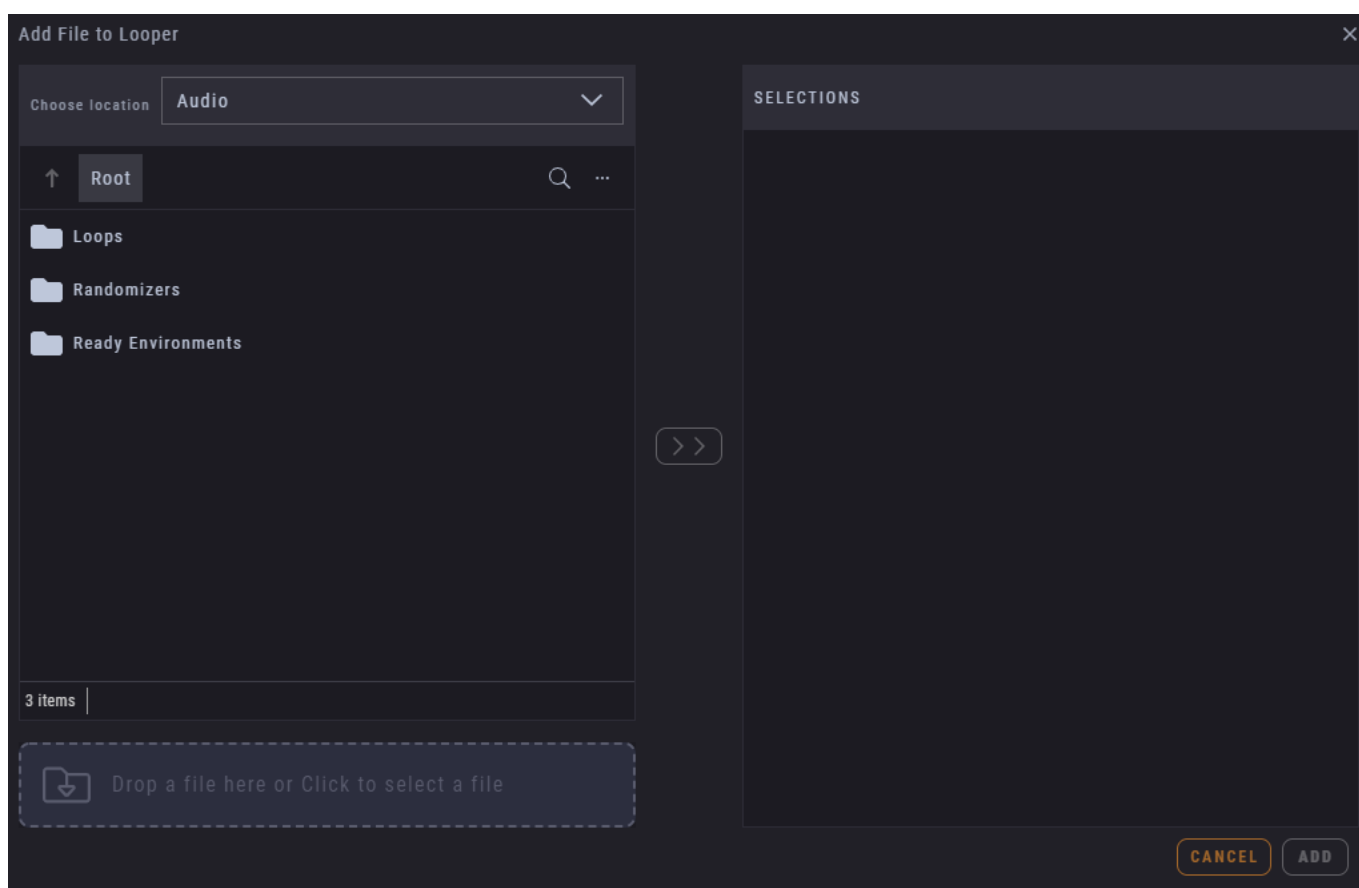 Add File to Looper
Choose location
Audio
SELECTIONS
Root
...
Loops
Randomizers
Ready Environments
3 items
Drop a file here or Click to select a file
CANCEL
ADD